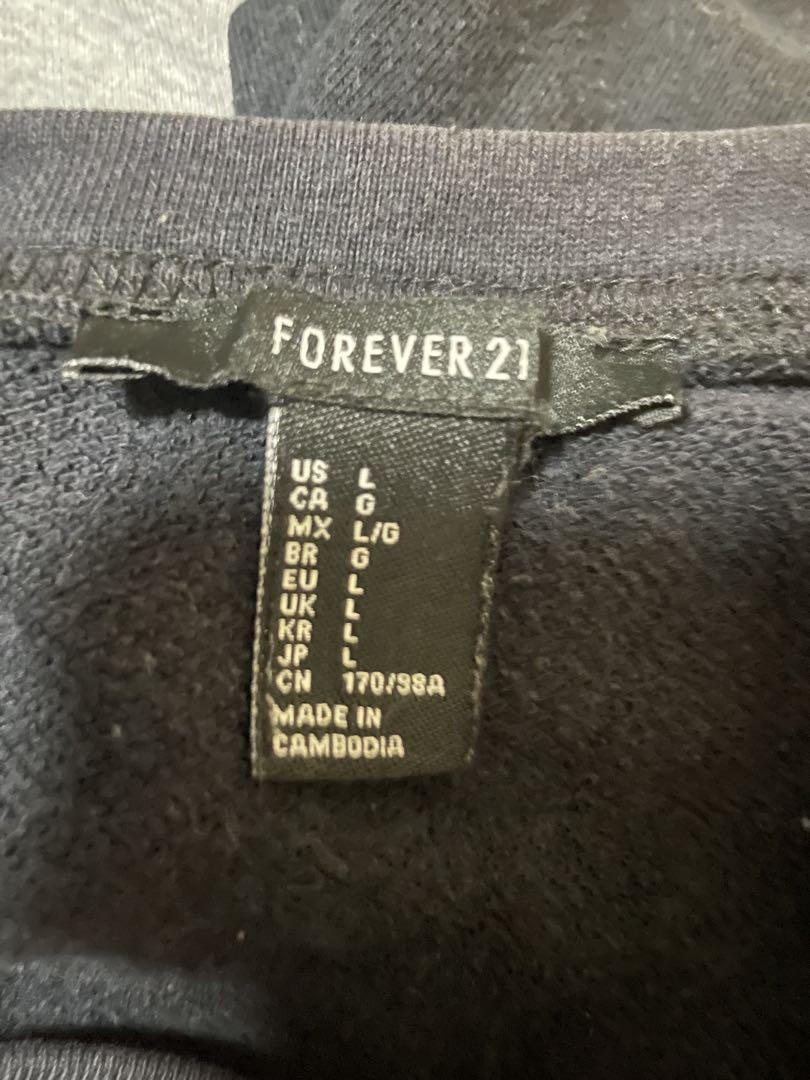 FOREVER 21
US L
CA G
MX L/G
BR G
EU L
UK L
KR L
JP L
CN 170/98A
MADE IN
CAMBODIA